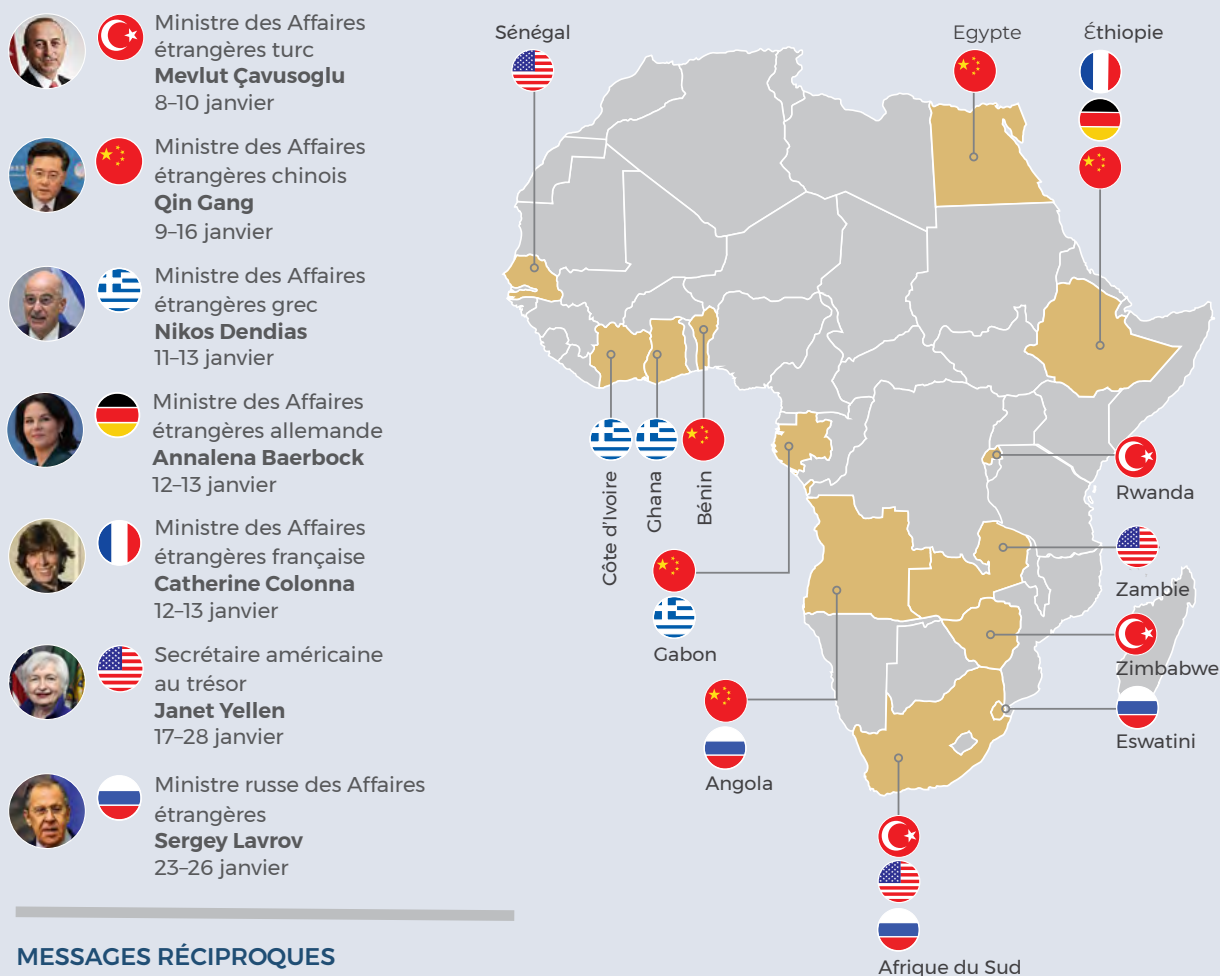 Ministre des Affaires
étrangères turc
Mevlut Çavusoglu
8–10 janvier
Ministre des Affaires
étrangères chinois
Qin Gang
9–16 janvier
Ministre des Affaires
étrangères grec
Nikos Dendias
11–13 janvier
Ministre des Affaires
étrangères allemande
Annalena Baerbock
12–13 janvier
Ministre des Affaires
étrangères française
Catherine Colonna
12–13 janvier
Secrétaire américaine
au trésor
Janet Yellen
17–28 janvier
Ministre russe des Affaires
étrangères
Sergey Lavrov
23–26 janvier
MESSAGES RÉCIPROQUES
Sénégal
Egypte
Éthiopie
Côte d'Ivoire
Ghana
Bénin
Gabon
Angola
Rwanda
Zambie
Zimbabwe
Eswatini
Afrique du Sud